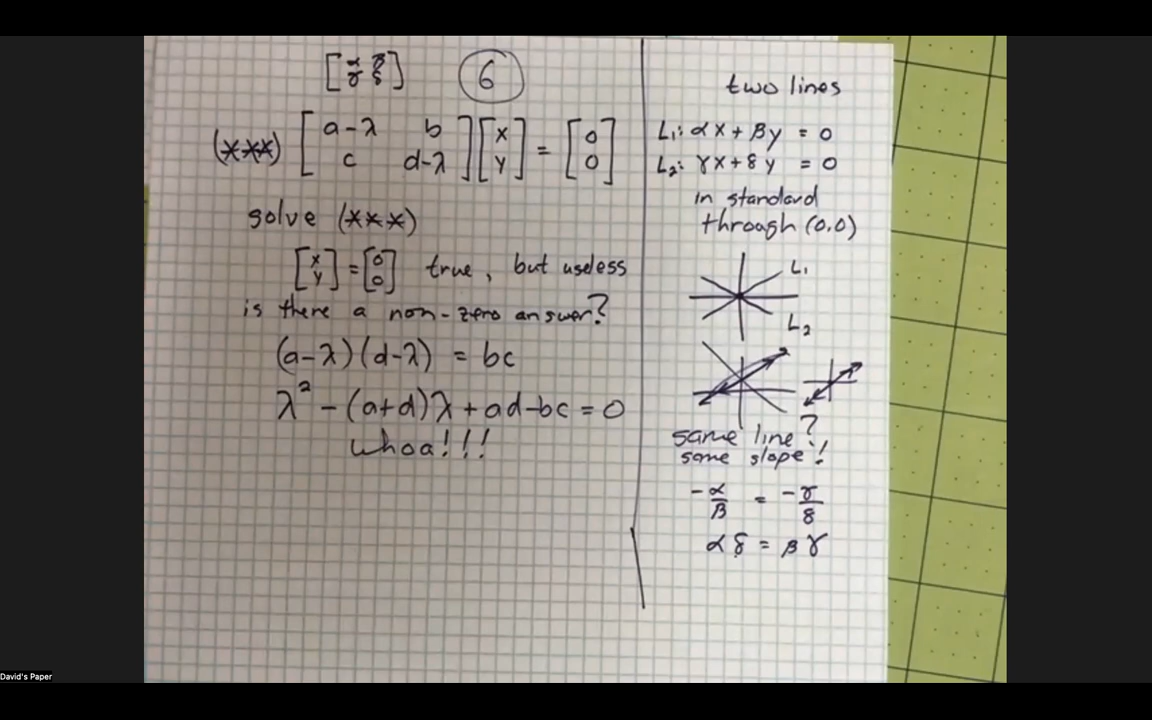 [α β
γ δ]
6
(***) [a-λ b
c d-λ] [x
y] = [0
0]
solve (***)
[x
y] = [0
0] true, but useless
is there a non-zero answer?
(a-λ)(d-λ) = bc
λ² - (a+d)λ + ad-bc = 0
Whoa!!!
two lines
L₁: αx + βy = 0
L₂: γx + δy = 0
in standard
through (0,0)
L₁
L₂
same line?
same slope!
-α/β = -γ/δ
αδ = βγ
David's Paper